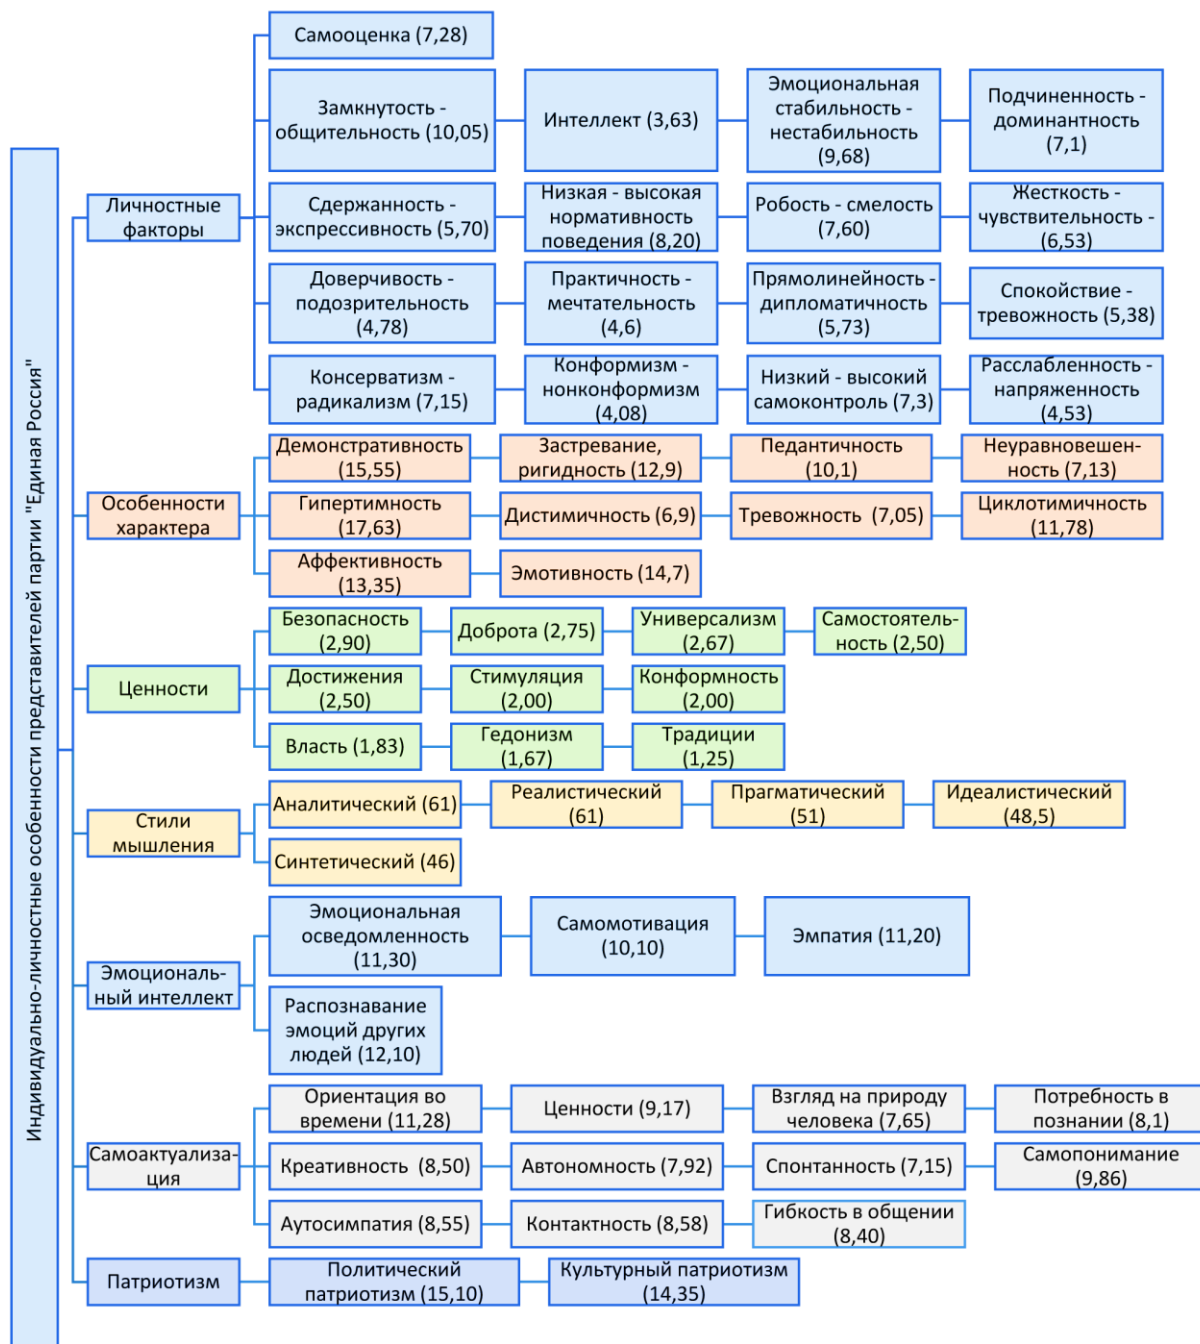 Индивидуально-личностные особенности представителей партии "Единая Россия"
Личностные
факторы
Самооценка (7,28)
Замкнутость -
общительность (10,05)
Интеллект (3,63)
Эмоциональная
стабильность -
нестабильность
(9,68)
Подчиненность -
доминантность
(7,1)
Сдержанность -
экспрессивность (5,70)
Низкая - высокая
нормативность
поведения (8,20)
Робость - смелость
(7,60)
Жесткость -
чувствительность -
(6,53)
Доверчивость -
подозрительность
(4,78)
Практичность -
мечтательность
(4,6)
Прямолинейность -
дипломатичность
(5,73)
Спокойствие -
тревожность (5,38)
Консерватизм -
радикализм (7,15)
Конформизм -
нонконформизм
(4,08)
Низкий - высокий
самоконтроль (7,3)
Расслабленность -
напряженность
(4,53)
Особенности
характера
Демонстративность
(15,55)
Застревание,
ригидность (12,9)
Педантичность
(10,1)
Неуравновешен-
ность (7,13)
Гипертимность
(17,63)
Дистимичность (6,9)
Тревожность (7,05)
Циклотимичность
(11,78)
Аффективность
(13,35)
Эмотивность (14,7)
Ценности
Безопасность
(2,90)
Доброта (2,75)
Универсализм
(2,67)
Самостоятель-
ность (2,50)
Достижения
(2,50)
Стимуляция
(2,00)
Конформность
(2,00)
Власть (1,83)
Гедонизм
(1,67)
Традиции
(1,25)
Стили
мышления
Аналитический (61)
Реалистический
(61)
Прагматический
(51)
Идеалистический
(48,5)
Синтетический (46)
Эмоциональ-
ный интеллект
Эмоциональная
осведомленность
(11,30)
Самомотивация
(10,10)
Эмпатия (11,20)
Распознавание
эмоций других
людей (12,10)
Самоактуализа-
ция
Ориентация во
времени (11,28)
Ценности (9,17)
Взгляд на природу
человека (7,65)
Потребность в
познании (8,1)
Креативность (8,50)
Автономность (7,92)
Спонтанность (7,15)
Самопонимание
(9,86)
Аутосимпатия (8,55)
Контактность (8,58)
Гибкость в общении
(8,40)
Патриотизм
Политический
патриотизм (15,10)
Культурный патриотизм
(14,35)